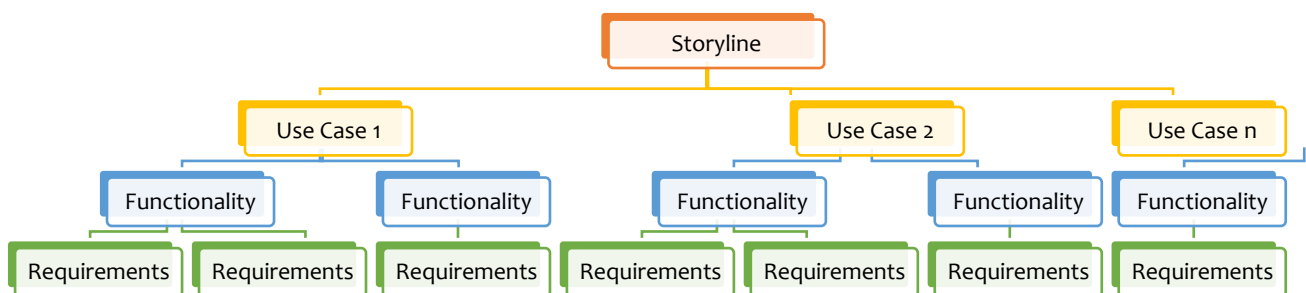 Storyline
Use Case 1
Use Case 2
Use Case n
Functionality
Functionality
Functionality
Functionality
Functionality
Requirements
Requirements
Requirements
Requirements
Requirements
Requirements
Requirements